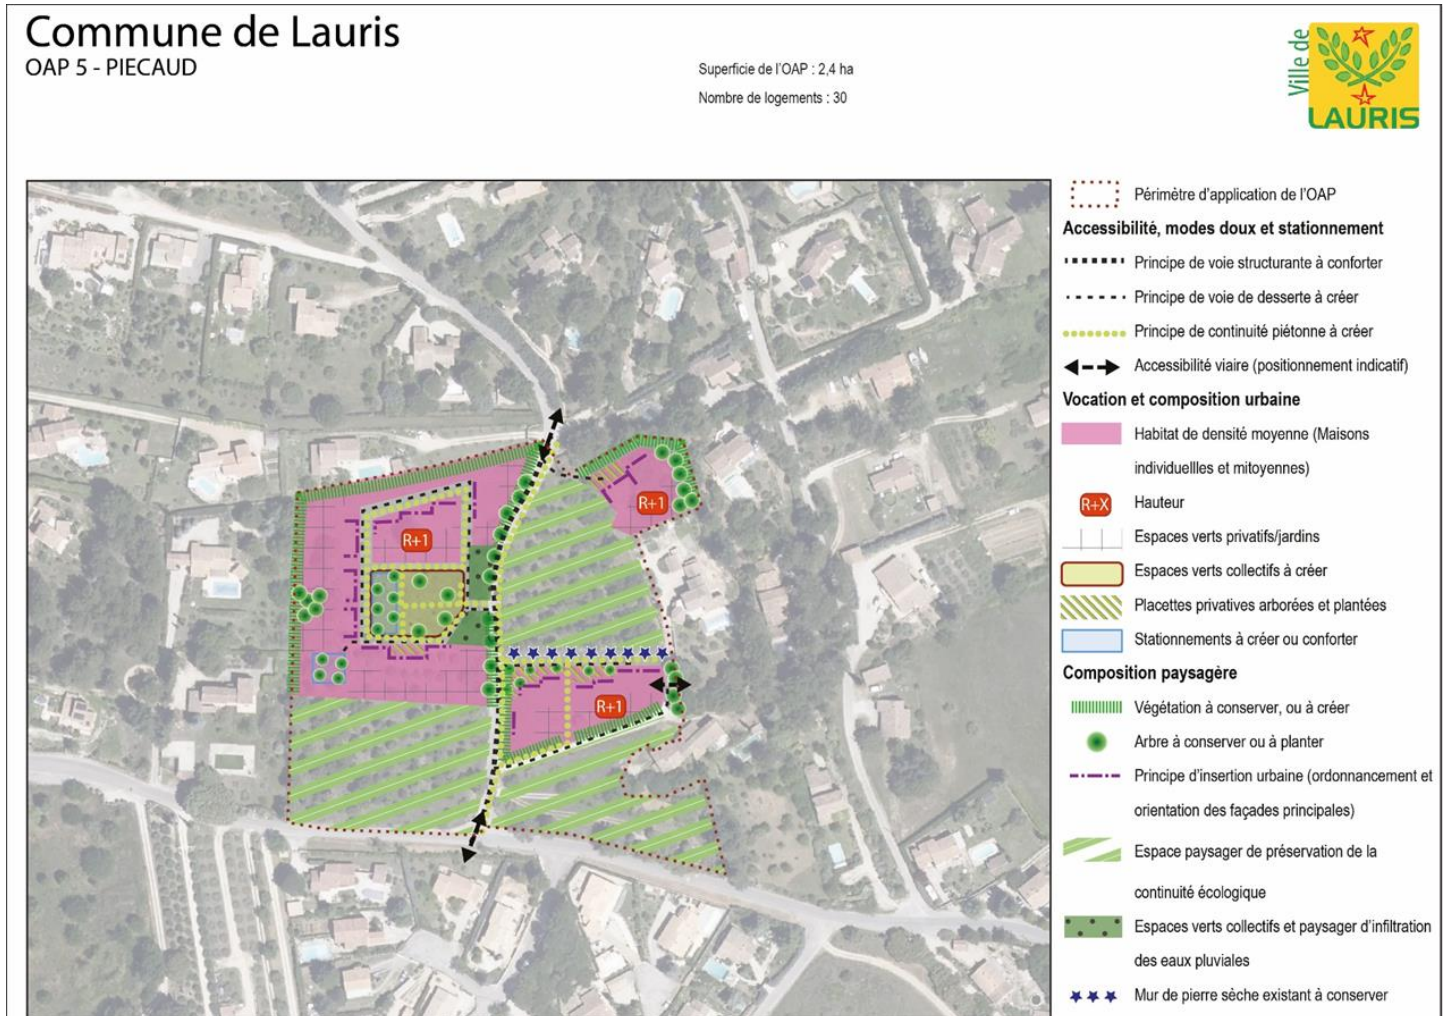 Commune de Lauris
OAP 5 - PIECAUD
Superficie de l'OAP : 2,4 ha
Nombre de logements : 30
Ville de
LAURIS
Périmètre d'application de l'OAP
Accessibilité, modes doux et stationnement
Principe de voie structurante à conforter
Principe de voie de desserte à créer
Principe de continuité piétonne à créer
Accessibilité viaire (positionnement indicatif)
Vocation et composition urbaine
Habitat de densité moyenne (Maisons
individuellles et mitoyennes)
R+X Hauteur
Espaces verts privatifs/jardins
Espaces verts collectifs à créer
Placettes privatives arborées et plantées
Stationnements à créer ou conforter
Composition paysagère
Végétation à conserver, ou à créer
Arbre à conserver ou à planter
Principe d'insertion urbaine (ordonnancement et
orientation des façades principales)
Espace paysager de préservation de la
continuité écologique
Espaces verts collectifs et paysager d'infiltration
des eaux pluviales
Mur de pierre sèche existant à conserver
R+1
R+1
R+1